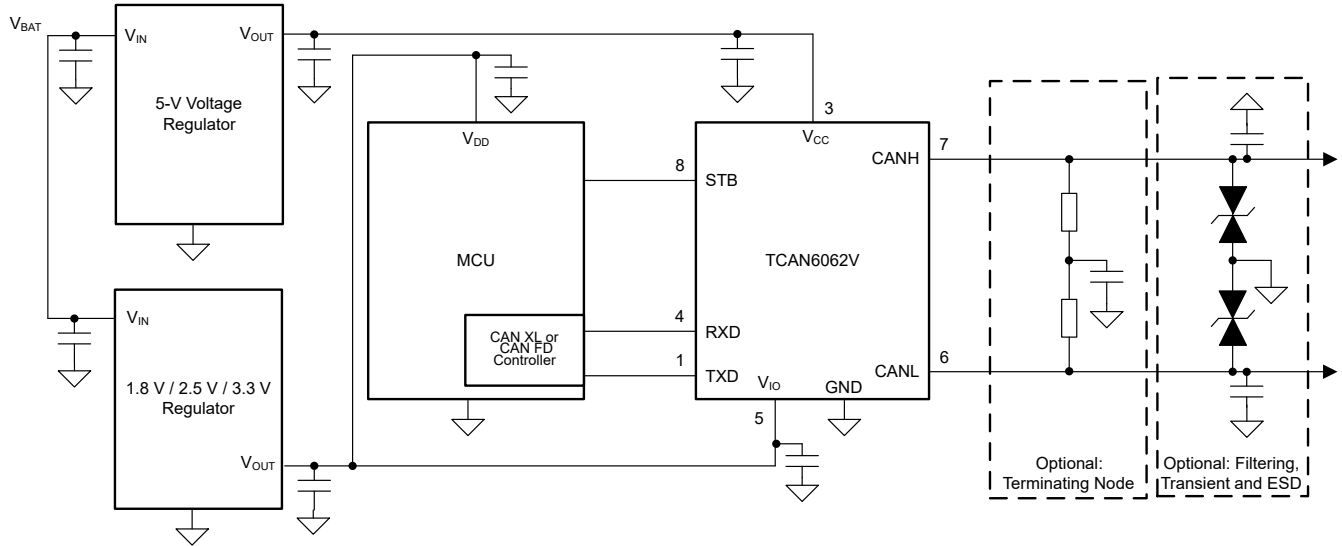 VBAT
VIN
VOUT
5-V Voltage
Regulator
VIN
1.8 V / 2.5 V / 3.3 V
Regulator
VOUT
VDD
MCU
CAN XL or
CAN FD
Controller
8
4
1
3
VCC
STB
TCAN6062V
RXD
TXD
VIO
5
GND
CANH
7
CANL
6
Optional:
Terminating Node
Optional: Filtering,
Transient and ESD